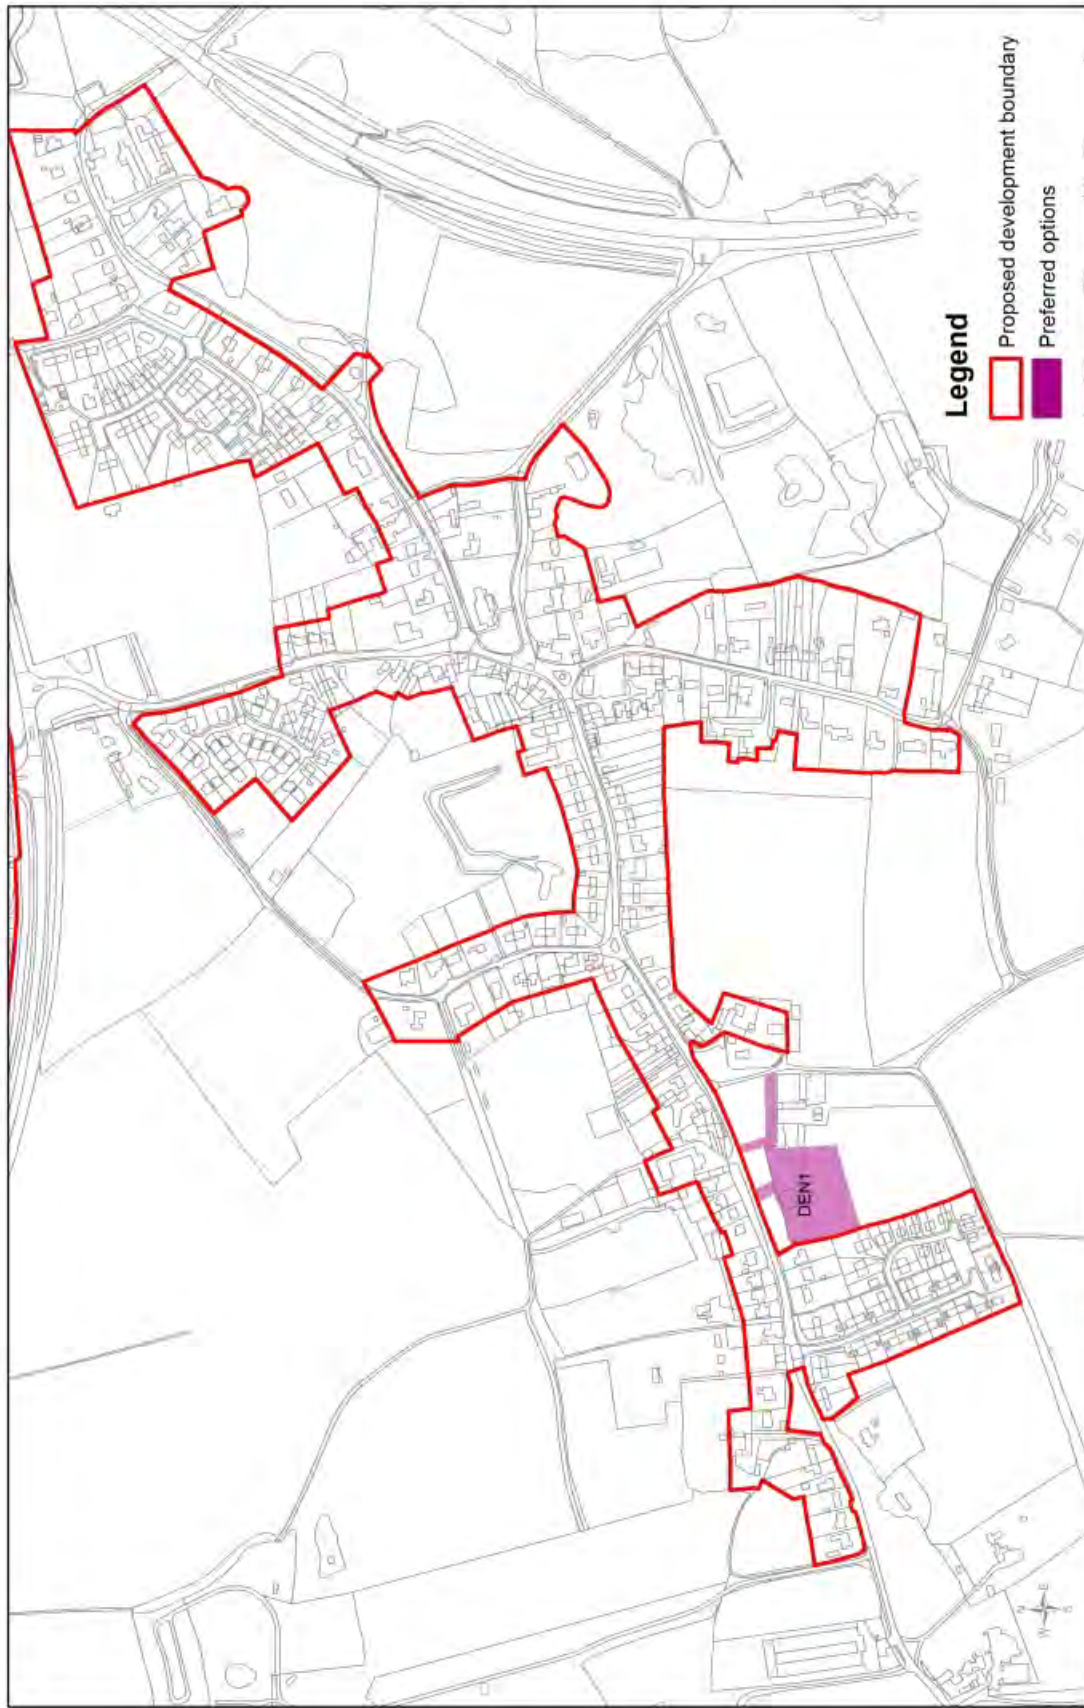 Legend
Proposed development boundary
Preferred options
DEN1
N
W
E
S